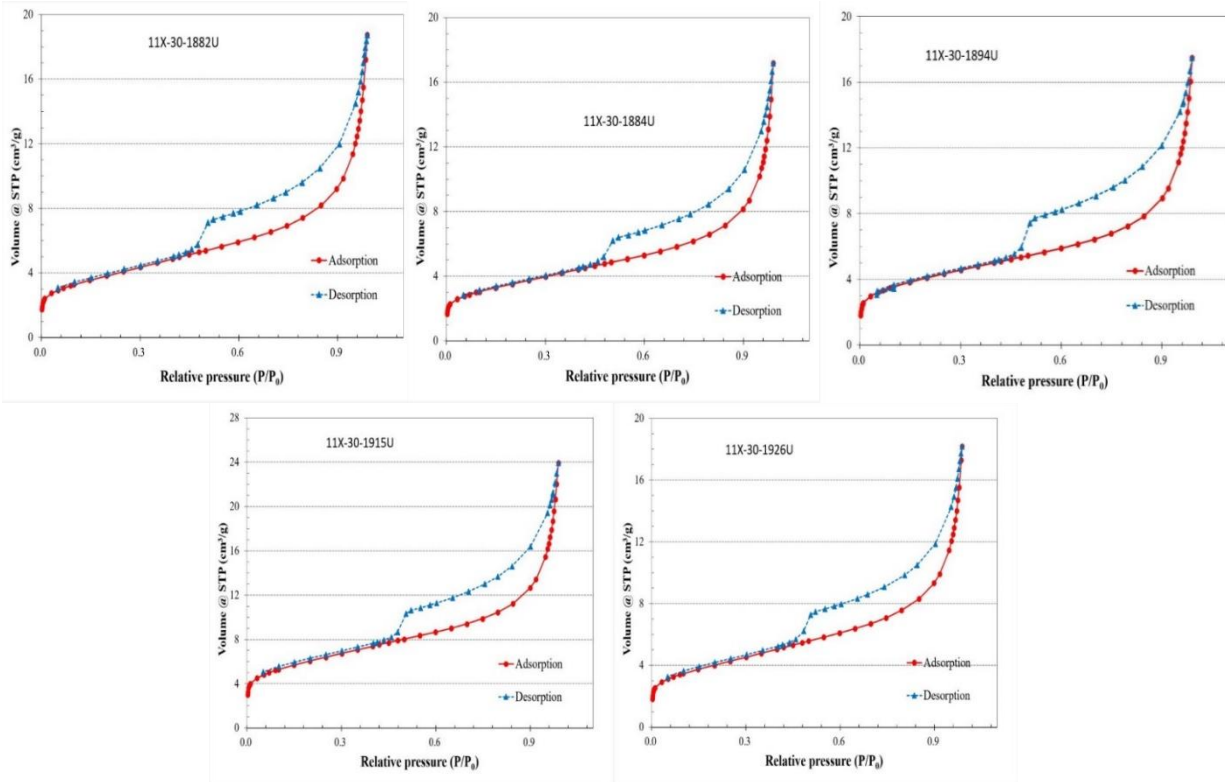 11X-30-1882U
Volume @ STP (cm³/g)
20
16
12
8
4
0
Adsorption
Desorption
0.0 0.3 0.6 0.9
Relative pressure (P/P₀)
11X-30-1884U
Volume @ STP (cm³/g)
20
16
12
8
4
0
Adsorption
Desorption
0.0 0.3 0.6 0.9
Relative pressure (P/P₀)
11X-30-1894U
Volume @ STP (cm³/g)
20
16
12
8
4
0
Adsorption
Desorption
0.0 0.3 0.6 0.9
Relative pressure (P/P₀)
11X-30-1915U
Volume @ STP (cm³/g)
28
24
20
16
12
8
4
0
Adsorption
Desorption
0.0 0.3 0.6 0.9
Relative pressure (P/P₀)
11X-30-1926U
Volume @ STP (cm³/g)
20
16
12
8
4
0
Adsorption
Desorption
0.0 0.3 0.6 0.9
Relative pressure (P/P₀)